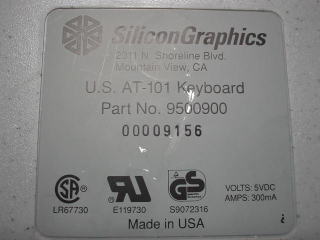 SiliconGraphics
2011 N. Shoreline Blvd.
Mountain View, CA
U.S. AT-101 Keyboard
Part No. 9500900
00009156
LR67730
E119730
GS
S9072316
VOLTS: 5VDC
AMPS: 300mA
Made in USA